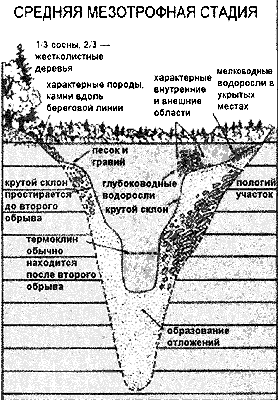 СРЕДНЯЯ МЕЗОТРОФНАЯ СТАДИЯ
1-3 сосны, 2/3 —
жестколистные
деревья
характерные породы,
камни вдоль
береговой линии
характерные
внутренние
и внешние
области
мелководные
водоросли в
укрытых
местах
песок и
гравий
крутой склон
простирается
до второго
обрыва
глубоководные
водоросли
крутой склон
пологий
участок
термоклин
обычно
находится
после второго
обрыва
образование
отложений